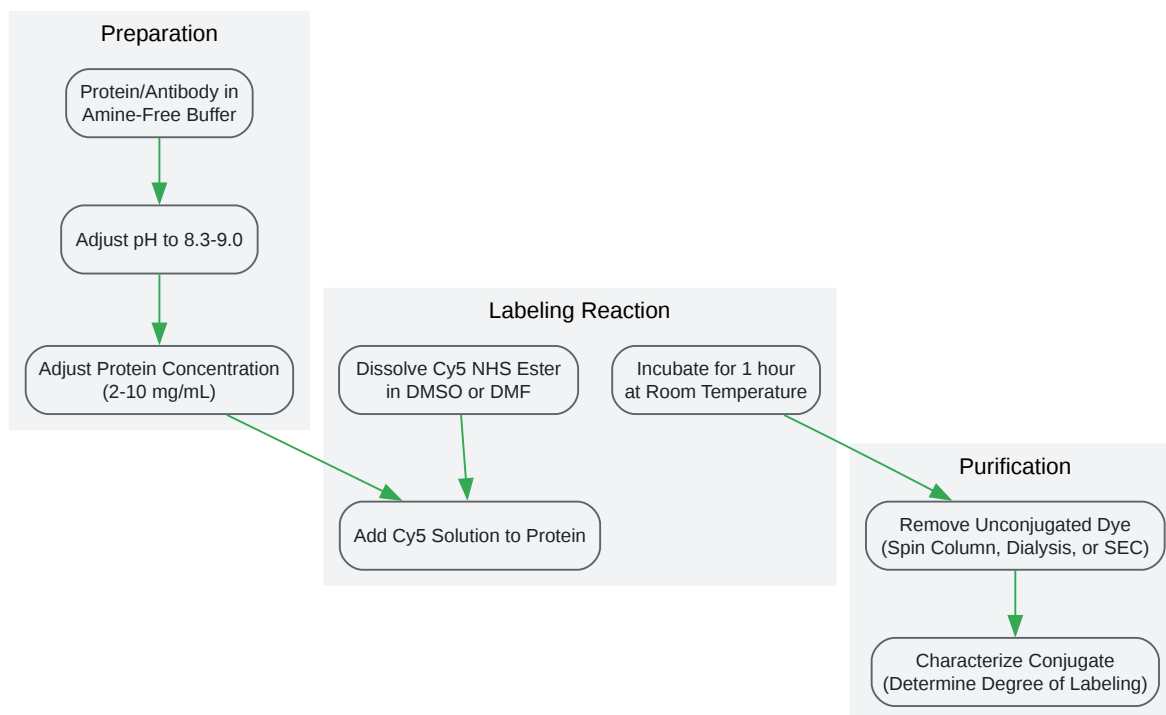 Preparation
Protein/Antibody in
Amine-Free Buffer
Adjust pH to 8.3-9.0
Adjust Protein Concentration
(2-10 mg/mL)
Labeling Reaction
Dissolve Cy5 NHS Ester
in DMSO or DMF
Incubate for 1 hour
at Room Temperature
Add Cy5 Solution to Protein
Purification
Remove Unconjugated Dye
(Spin Column, Dialysis, or SEC)
Characterize Conjugate
(Determine Degree of Labeling)